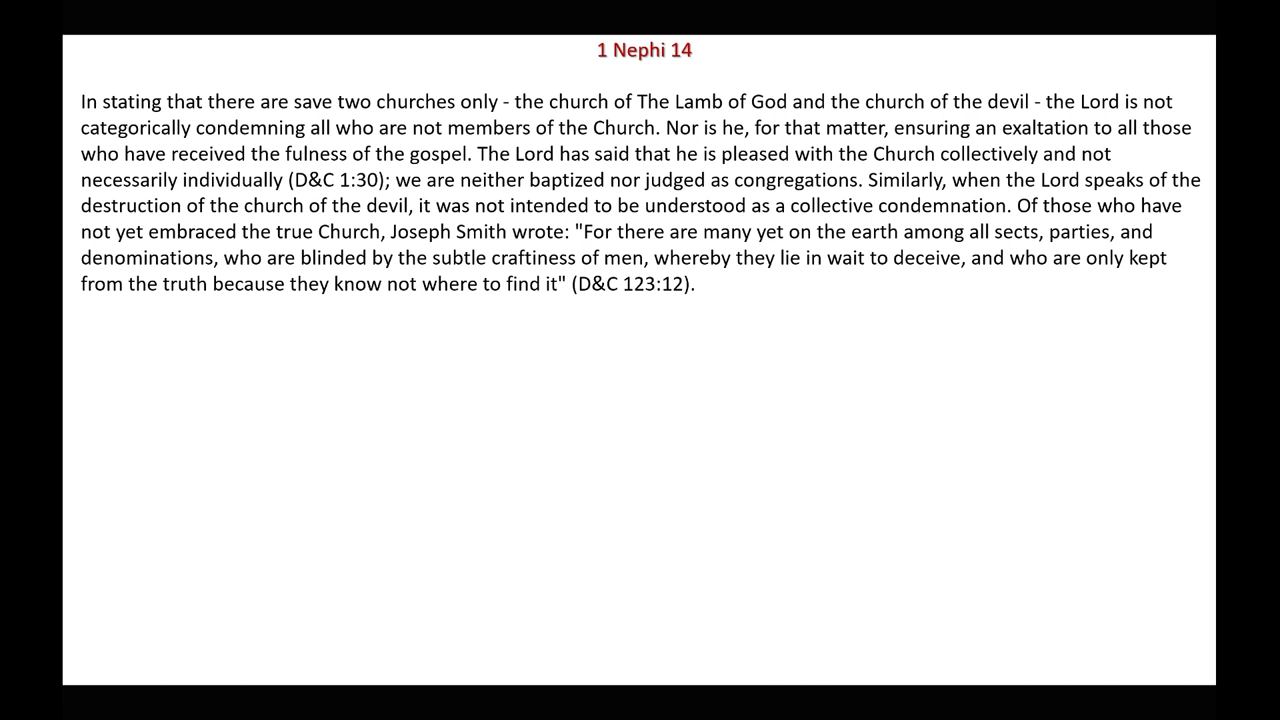 1 Nephi 14
In stating that there are save two churches only - the church of The Lamb of God and the church of the devil - the Lord is not
categorically condemning all who are not members of the Church. Nor is he, for that matter, ensuring an exaltation to all those
who have received the fulness of the gospel. The Lord has said that he is pleased with the Church collectively and not
necessarily individually (D&C 1:30); we are neither baptized nor judged as congregations. Similarly, when the Lord speaks of the
destruction of the church of the devil, it was not intended to be understood as a collective condemnation. Of those who have
not yet embraced the true Church, Joseph Smith wrote: "For there are many yet on the earth among all sects, parties, and
denominations, who are blinded by the subtle craftiness of men, whereby they lie in wait to deceive, and who are only kept
from the truth because they know not where to find it" (D&C 123:12).